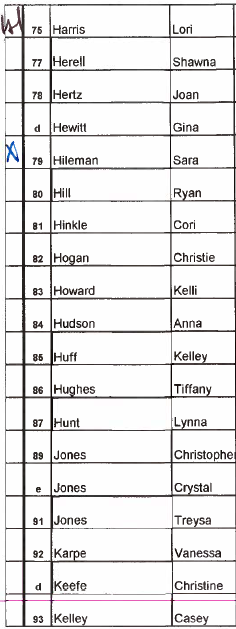 75 Harris Lori
77 Herell Shawna
78 Hertz Joan
d Hewitt Gina
79 Hileman Sara
80 Hill Ryan
81 Hinkle Cori
82 Hogan Christie
83 Howard Kelli
84 Hudson Anna
85 Huff Kelley
86 Hughes Tiffany
87 Hunt Lynna
89 Jones Christophe
e Jones Crystal
91 Jones Treysa
92 Karpe Vanessa
d Keefe Christine
93 Kelley Casey